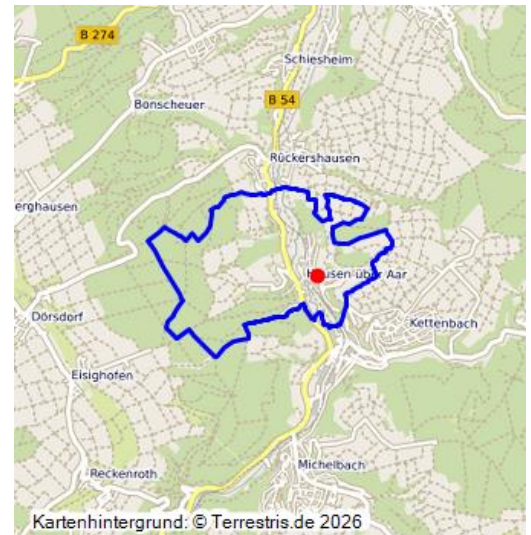 B 274
Schiesheim
B 54
Bonscheuer
Rückershausen
erghausen
Hausen über Aar
Dörsdorf
Kettenbach
Eisighofen
Michelbach
Reckenroth
Kartenhintergrund: © Terrestris.de 2026